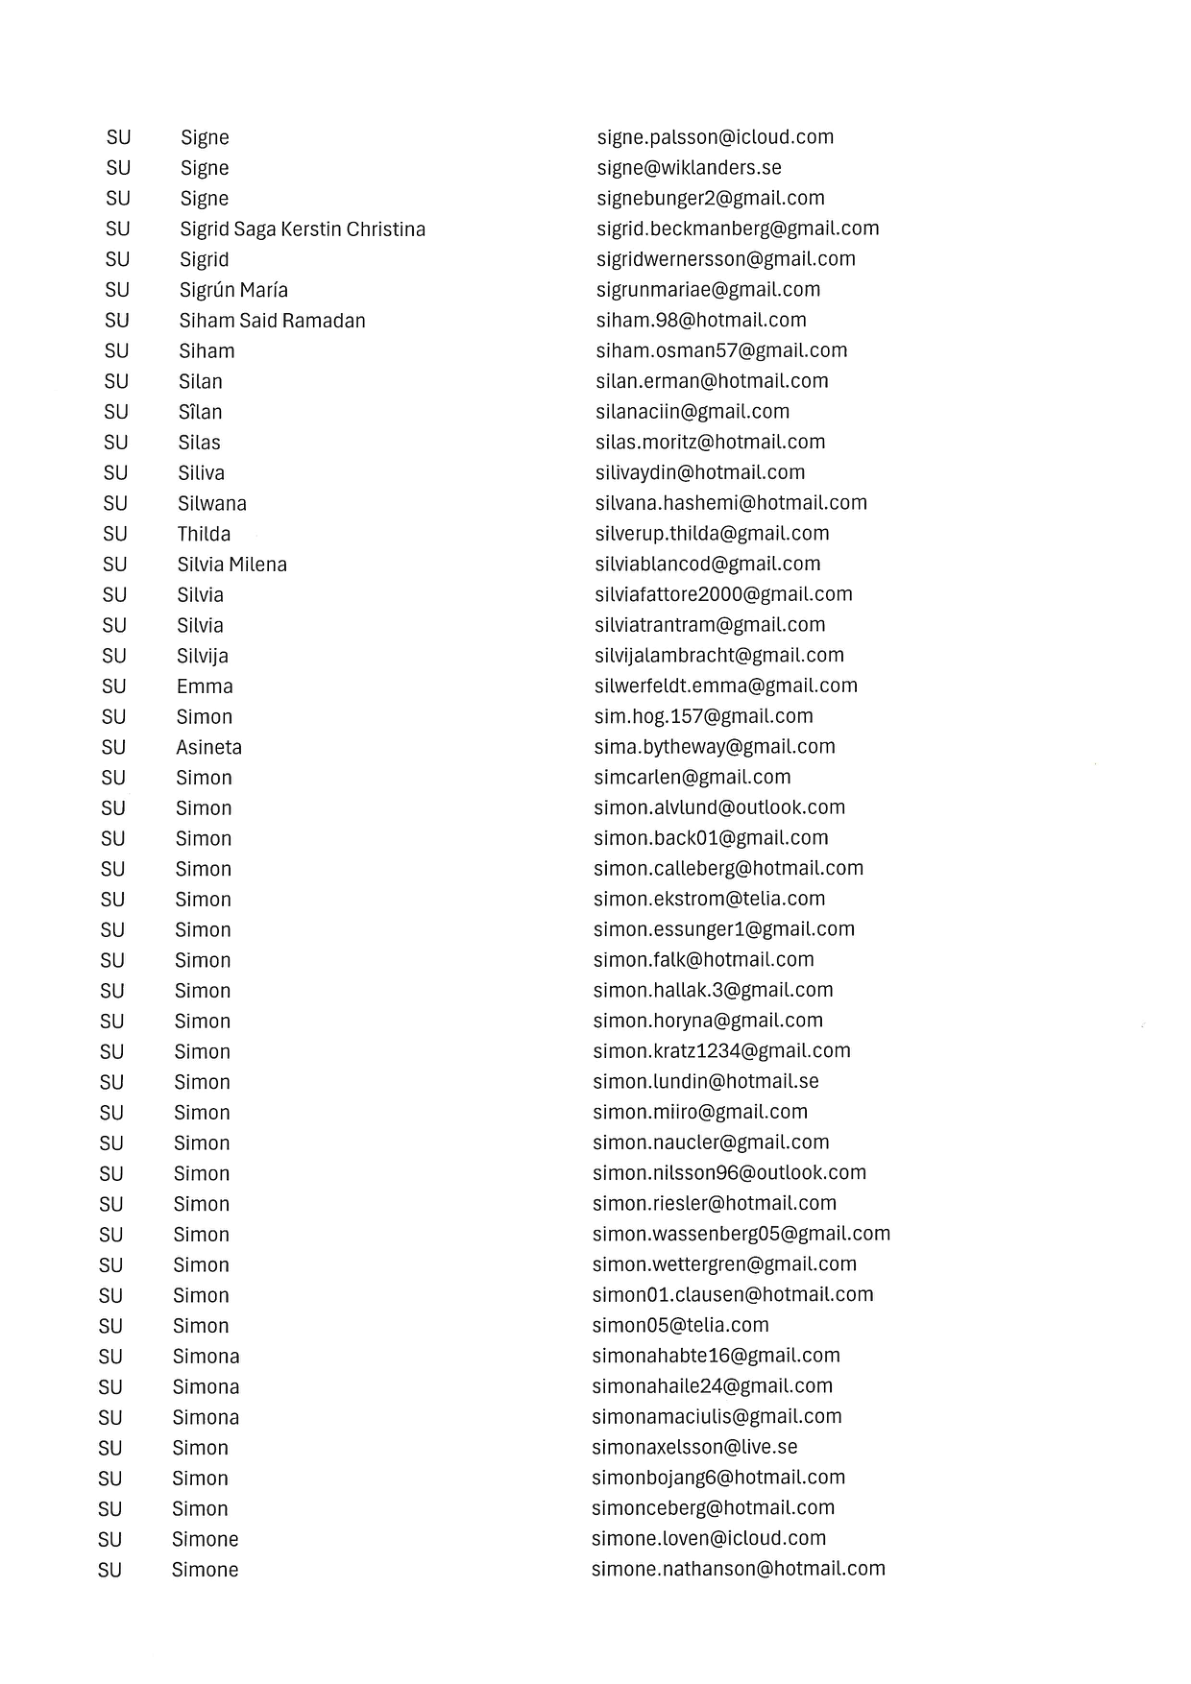 SU Signe signe.palsson@icloud.com
SU Signe signe@wiklanders.se
SU Signe signebunger2@gmail.com
SU Sigrid Saga Kerstin Christina sigrid.beckmanberg@gmail.com
SU Sigrid sigridwernersson@gmail.com
SU Sigrún María sigrunmariae@gmail.com
SU Siham Said Ramadan siham.98@hotmail.com
SU Siham siham.osman57@gmail.com
SU Silan silan.erman@hotmail.com
SU Sîlan silanaciin@gmail.com
SU Silas silas.moritz@hotmail.com
SU Siliva silivaydin@hotmail.com
SU Silwana silvana.hashemi@hotmail.com
SU Thilda silverup.thilda@gmail.com
SU Silvia Milena silviablancod@gmail.com
SU Silvia silviafattore2000@gmail.com
SU Silvia silviatrantram@gmail.com
SU Silvija silvijalambracht@gmail.com
SU Emma silwerfeldt.emma@gmail.com
SU Simon sim.hog.157@gmail.com
SU Asineta sima.bytheway@gmail.com
SU Simon simcarlen@gmail.com
SU Simon simon.alvlund@outlook.com
SU Simon simon.back01@gmail.com
SU Simon simon.calleberg@hotmail.com
SU Simon simon.ekstrom@telia.com
SU Simon simon.essunger1@gmail.com
SU Simon simon.falk@hotmail.com
SU Simon simon.hallak.3@gmail.com
SU Simon simon.horyna@gmail.com
SU Simon simon.kratz1234@gmail.com
SU Simon simon.lundin@hotmail.se
SU Simon simon.miiro@gmail.com
SU Simon simon.naucler@gmail.com
SU Simon simon.nilsson96@outlook.com
SU Simon simon.riesler@hotmail.com
SU Simon simon.wassenberg05@gmail.com
SU Simon simon.wettergren@gmail.com
SU Simon simon01.clausen@hotmail.com
SU Simon simon05@telia.com
SU Simona simonahabte16@gmail.com
SU Simona simonahaile24@gmail.com
SU Simona simonamaciulis@gmail.com
SU Simon simonaxelsson@live.se
SU Simon simonbojang6@hotmail.com
SU Simon simonceberg@hotmail.com
SU Simone simone.loven@icloud.com
SU Simone simone.nathanson@hotmail.com